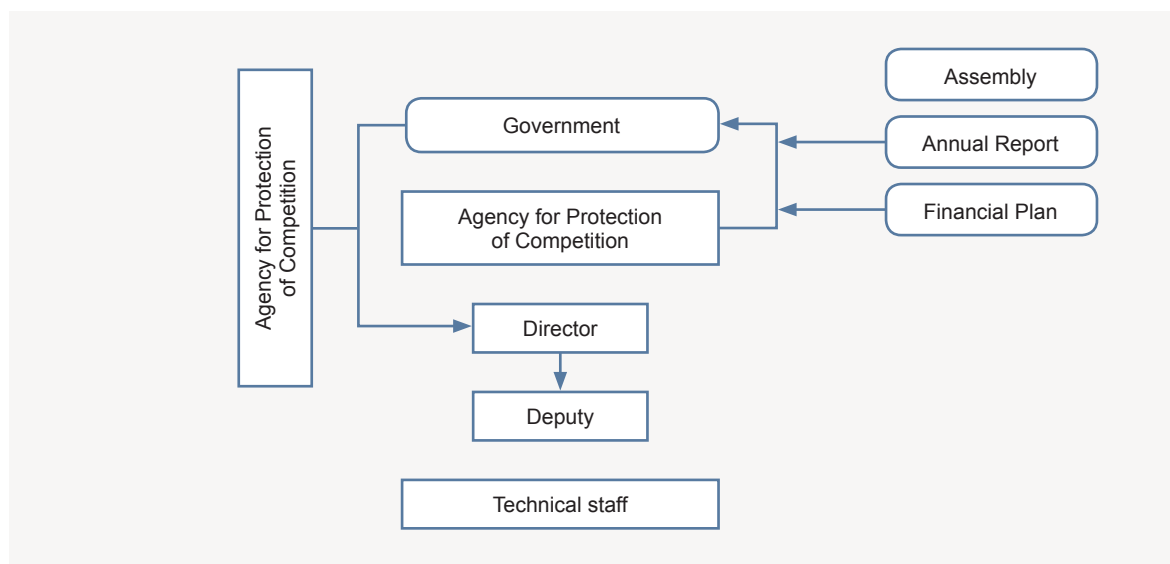 Agency for Protection
of Competition
Government
Agency for Protection
of Competition
Director
Deputy
Technical staff
Assembly
Annual Report
Financial Plan